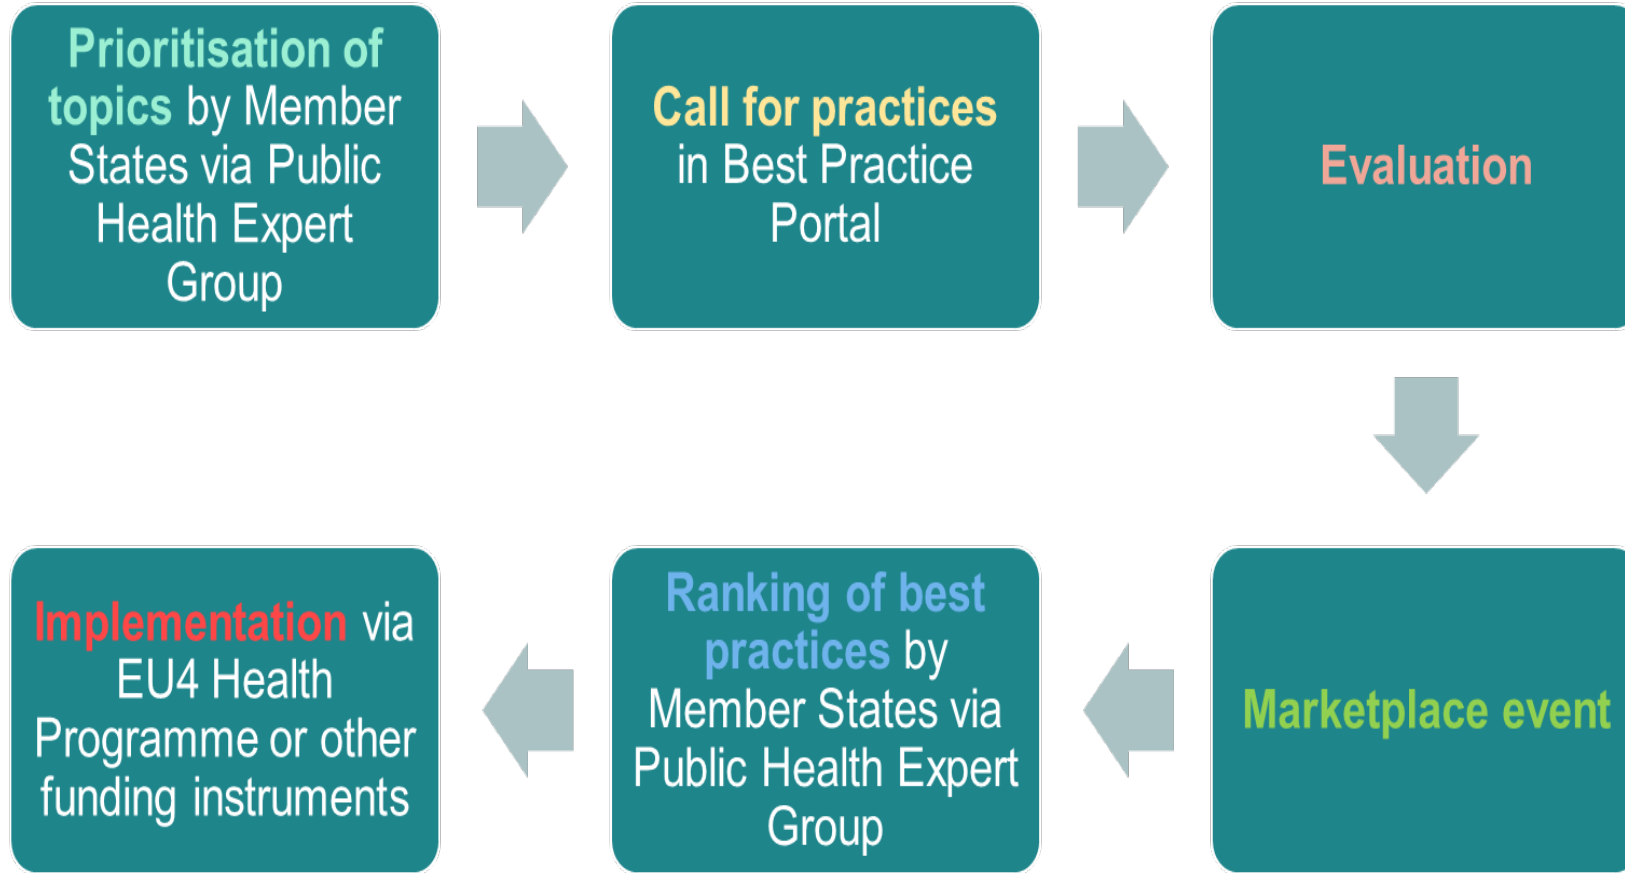 Prioritisation of
topics by Member
States via Public
Health Expert
Group
Call for practices
in Best Practice
Portal
Evaluation
Marketplace event
Ranking of best
practices by
Member States via
Public Health Expert
Group
Implementation via
EU4 Health
Programme or other
funding instruments